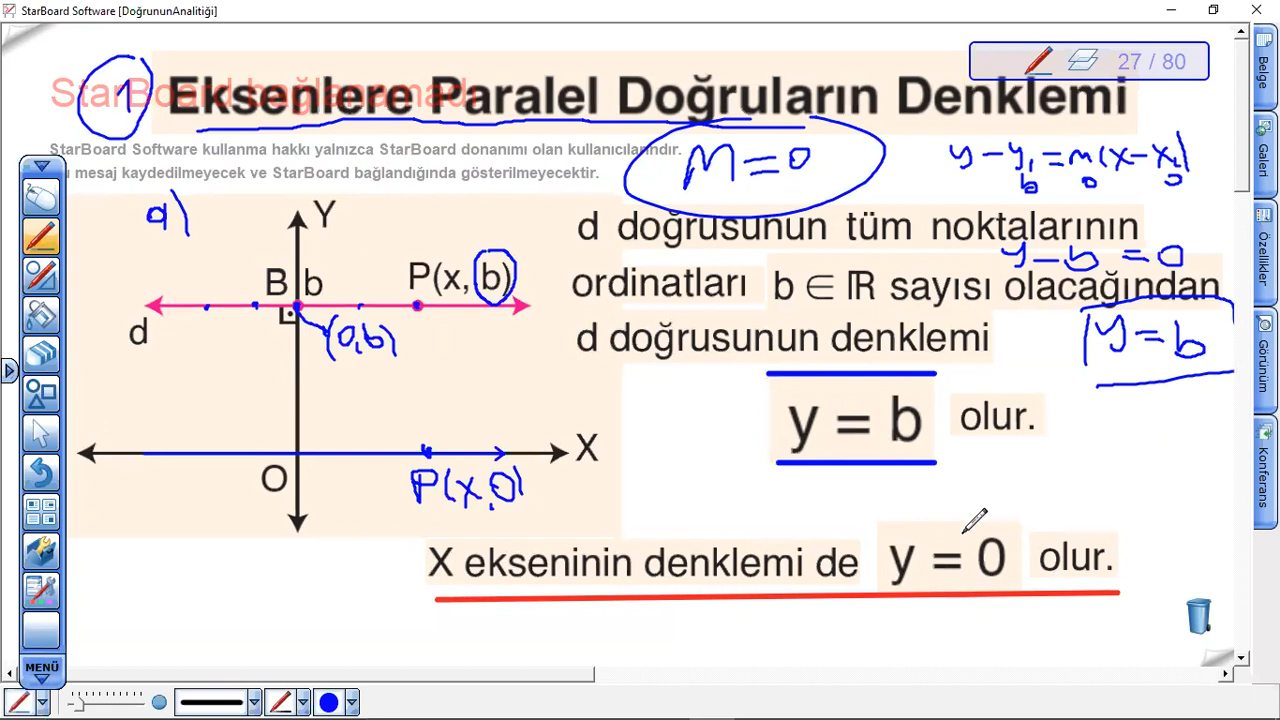 StarBoard Software [DoğrununAnalitiği]
27 / 80
1
Eksenlere Paralel Doğruların Denklemi
StarBoard bağlanamadı
StarBoard Software kullanma hakkı yalnızca StarBoard donanımı olan kullanıcılarındır.
mesaj kaydedilmeyecek ve StarBoard bağlandığında gösterilmeyecektir.
M=0
y-y₁=m(x-x₁)
b 0 0
y-b=0
y=b
a)
Y
B b
P(x, b)
d
(0,b)
X
O
P(x,0)
d doğrusunun tüm noktalarının
ordinatları b ∈ ℝ sayısı olacağından
d doğrusunun denklemi
y = b olur.
X ekseninin denklemi de y = 0 olur.
Belge
Galeri
Özellikler
Görünüm
Konferans
MENÜ